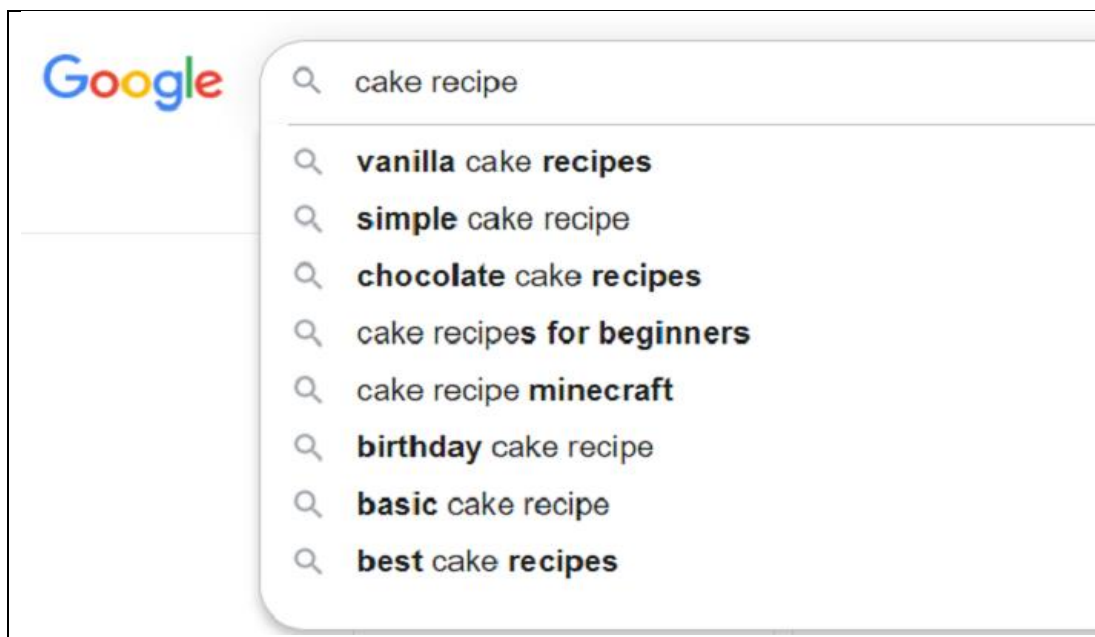 Google
cake recipe
vanilla cake recipes
simple cake recipe
chocolate cake recipes
cake recipes for beginners
cake recipe minecraft
birthday cake recipe
basic cake recipe
best cake recipes